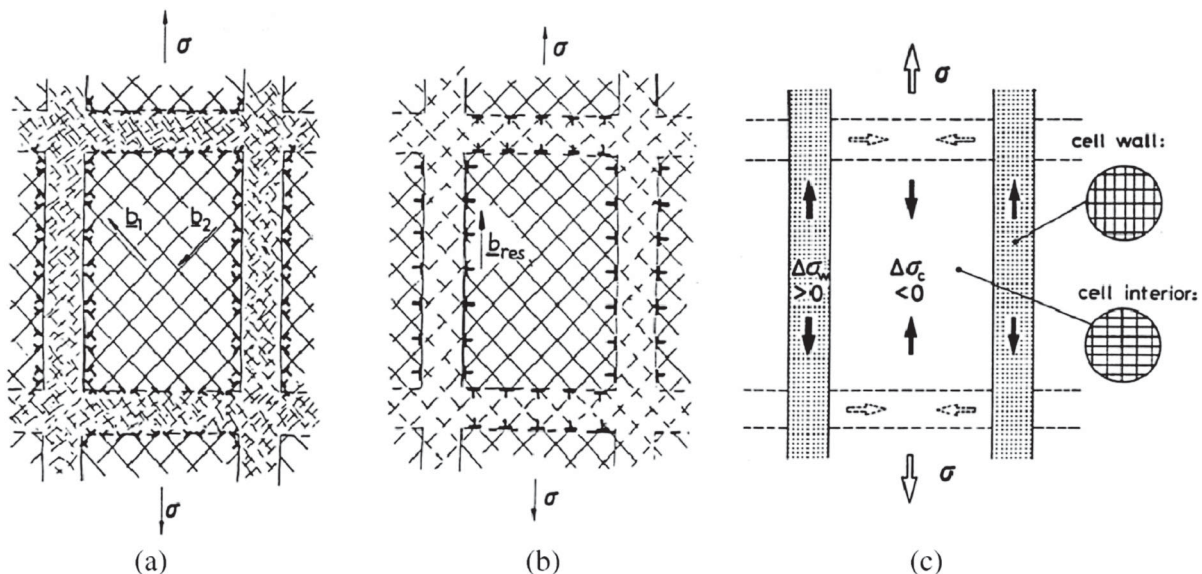 σ
b₁ b₂
σ
(a)
σ
b_res
σ
(b)
σ
cell wall:
Δσw
>0
Δσc
<0
cell interior:
σ
(c)